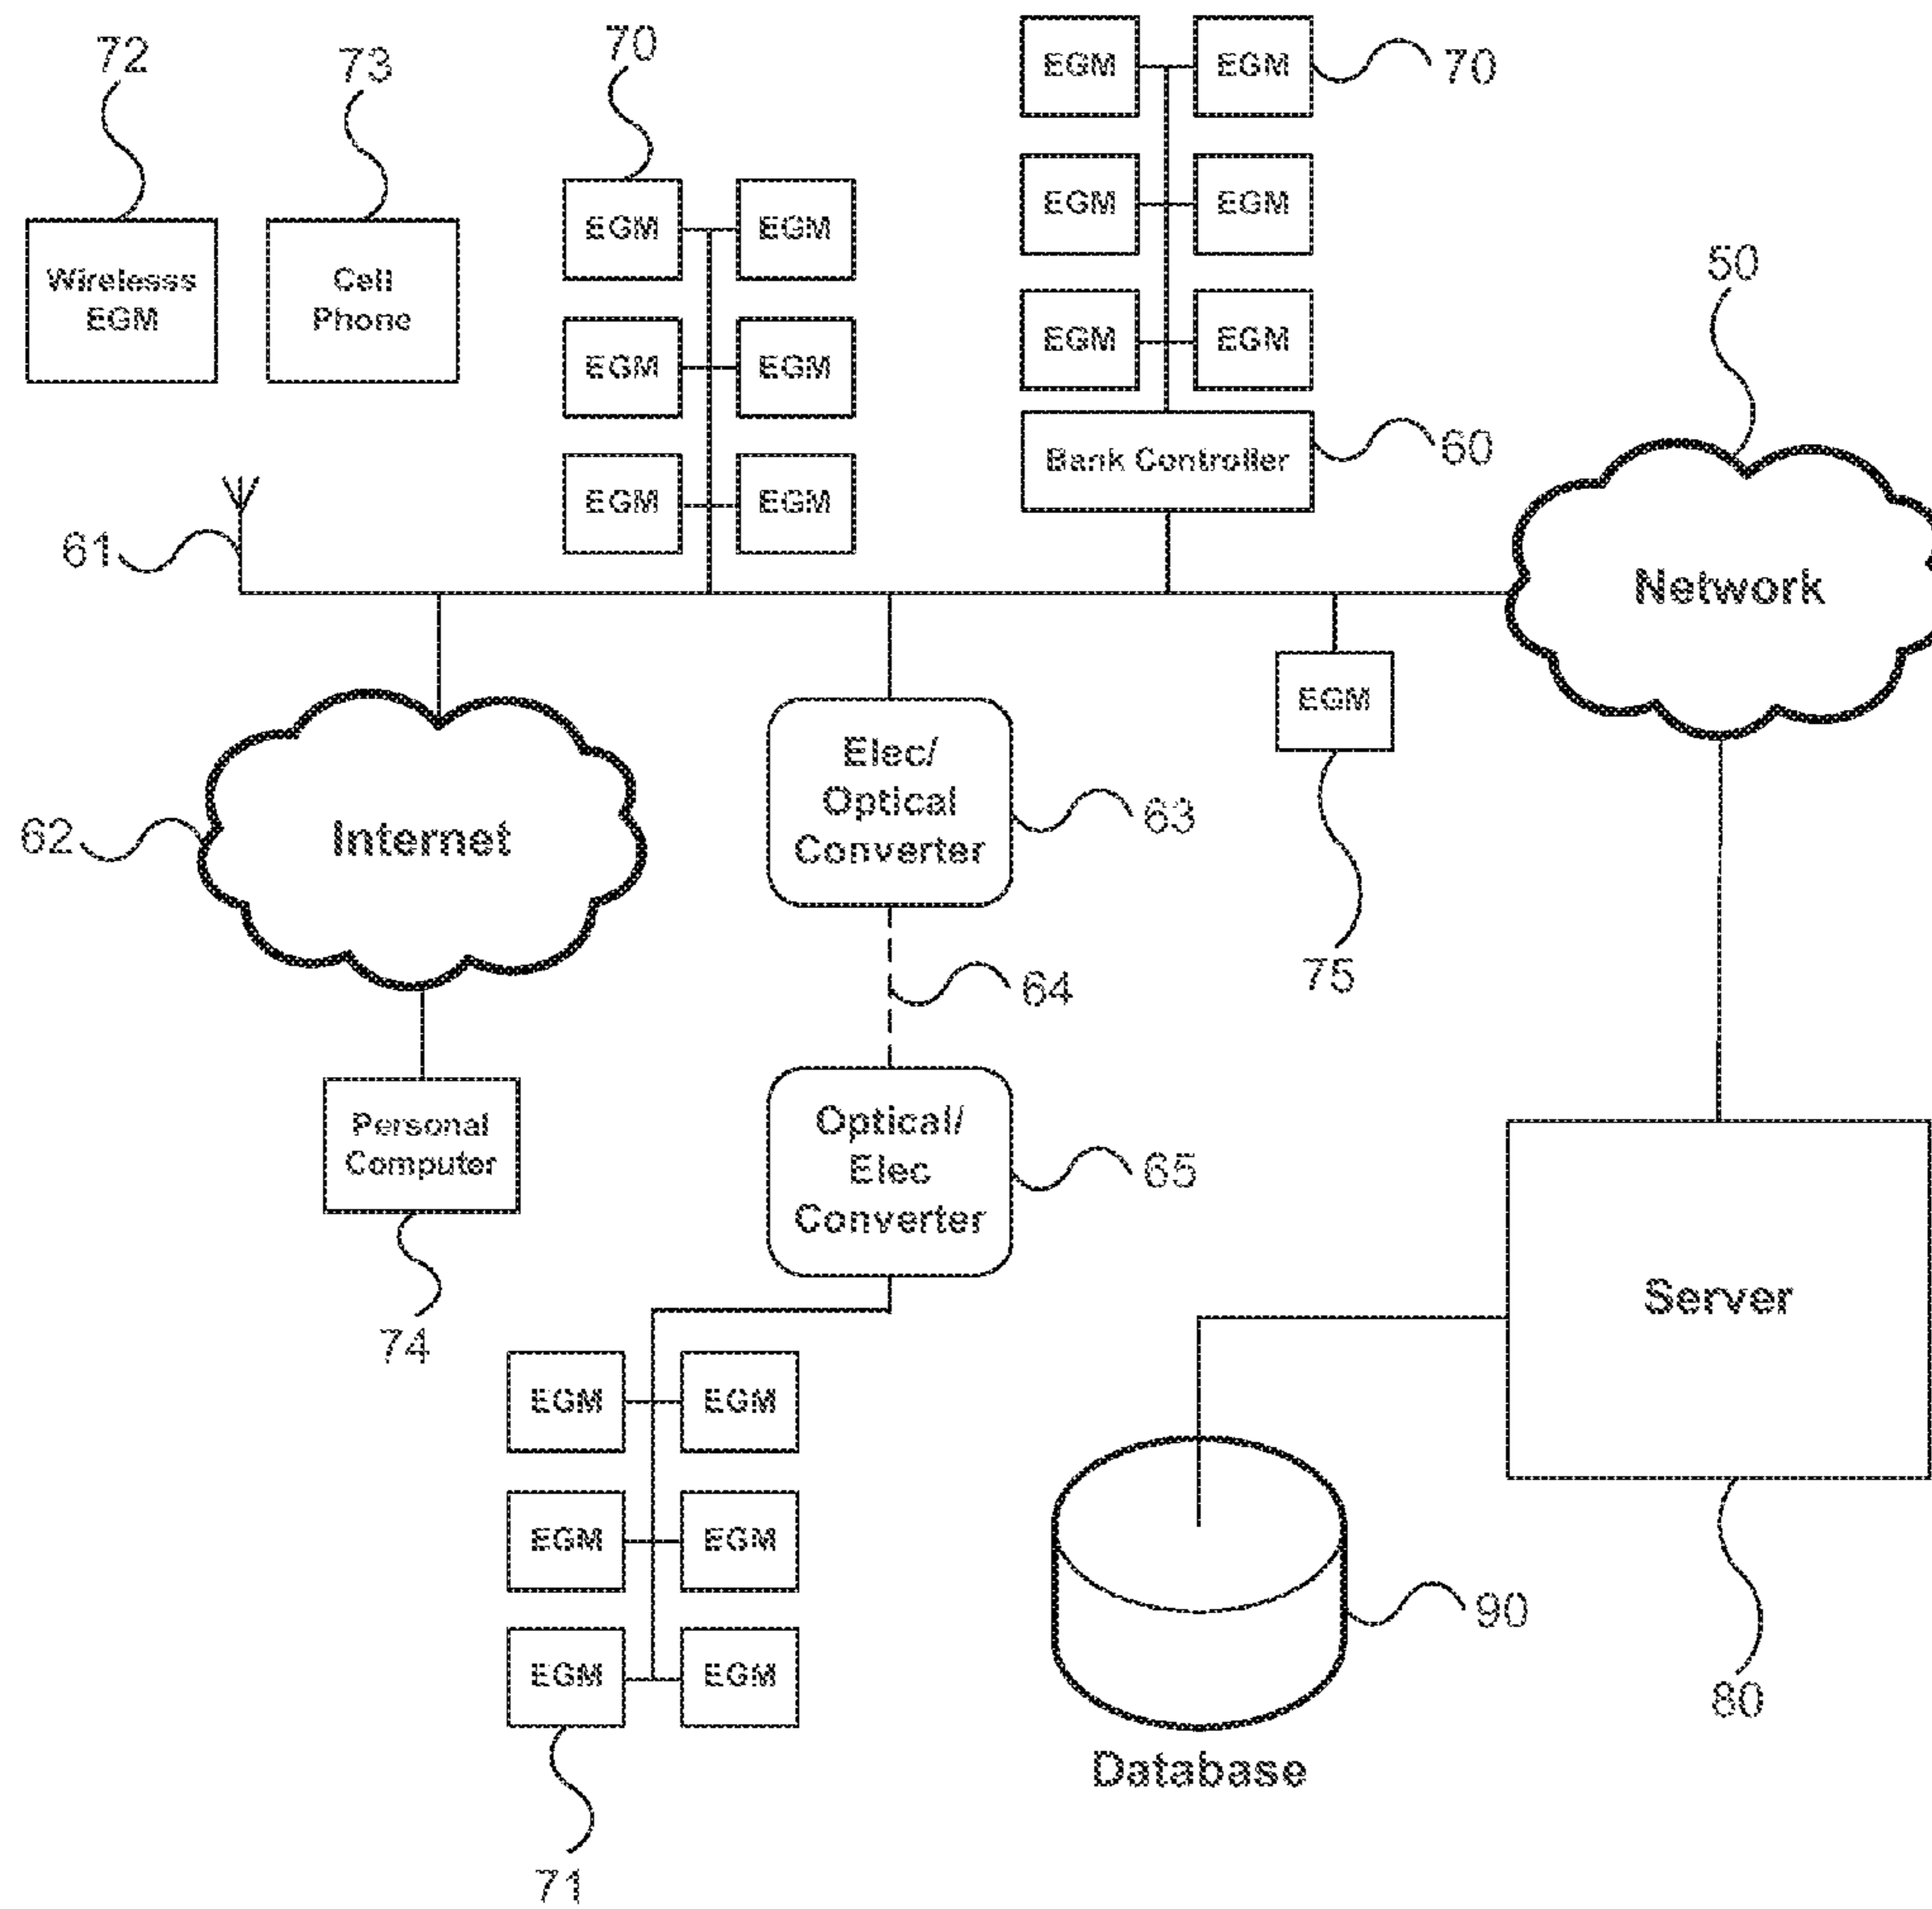 72
73
70
EGM EGM
70
EGM EGM
EGM EGM
Wirelesss
EGM
Cell
Phone
EGM EGM
EGM EGM
EGM EGM
50
Bank Controller
60
EGM EGM
61
Network
EGM
Elec/
Optical
Converter
63
62
Internet
64
75
Personal
Computer
Optical/
Elec
Converter
65
74
Server
EGM EGM
EGM EGM
90
EGM EGM
80
Database
71